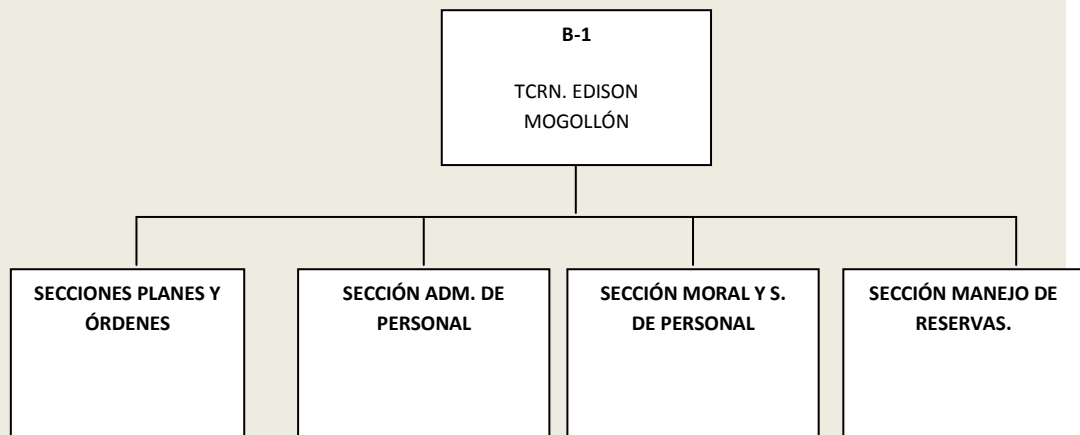 B-1
TCRN. EDISON
MOGOLLÓN
SECCIONES PLANES Y
ÓRDENES
SECCIÓN ADM. DE
PERSONAL
SECCIÓN MORAL Y S.
DE PERSONAL
SECCIÓN MANEJO DE
RESERVAS.